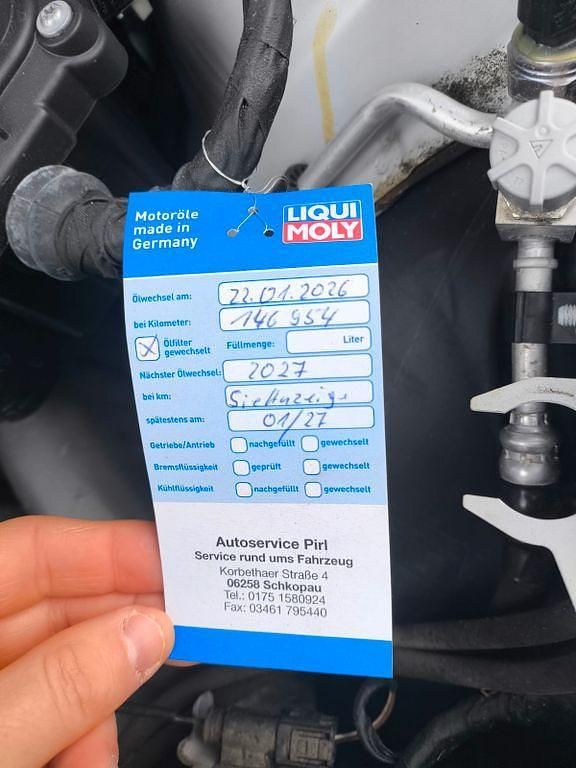 Motoröle
made in
Germany
LIQUI
MOLY
Ölwechsel am: 22.01.2026
bei Kilometer: 146 954
Ölfilter
gewechselt
Füllmenge: Liter
Nächster Ölwechsel: 2027
bei km: Sieh Anzeige
spätestens am: 01/27
Getriebe/Antrieb nachgefüllt gewechselt
Bremsflüssigkeit geprüft gewechselt
Kühlflüssigkeit nachgefüllt gewechselt
Autoservice Pirl
Service rund ums Fahrzeug
Korbethaer Straße 4
06258 Schkopau
Tel.: 0175 1580924
Fax: 03461 795440